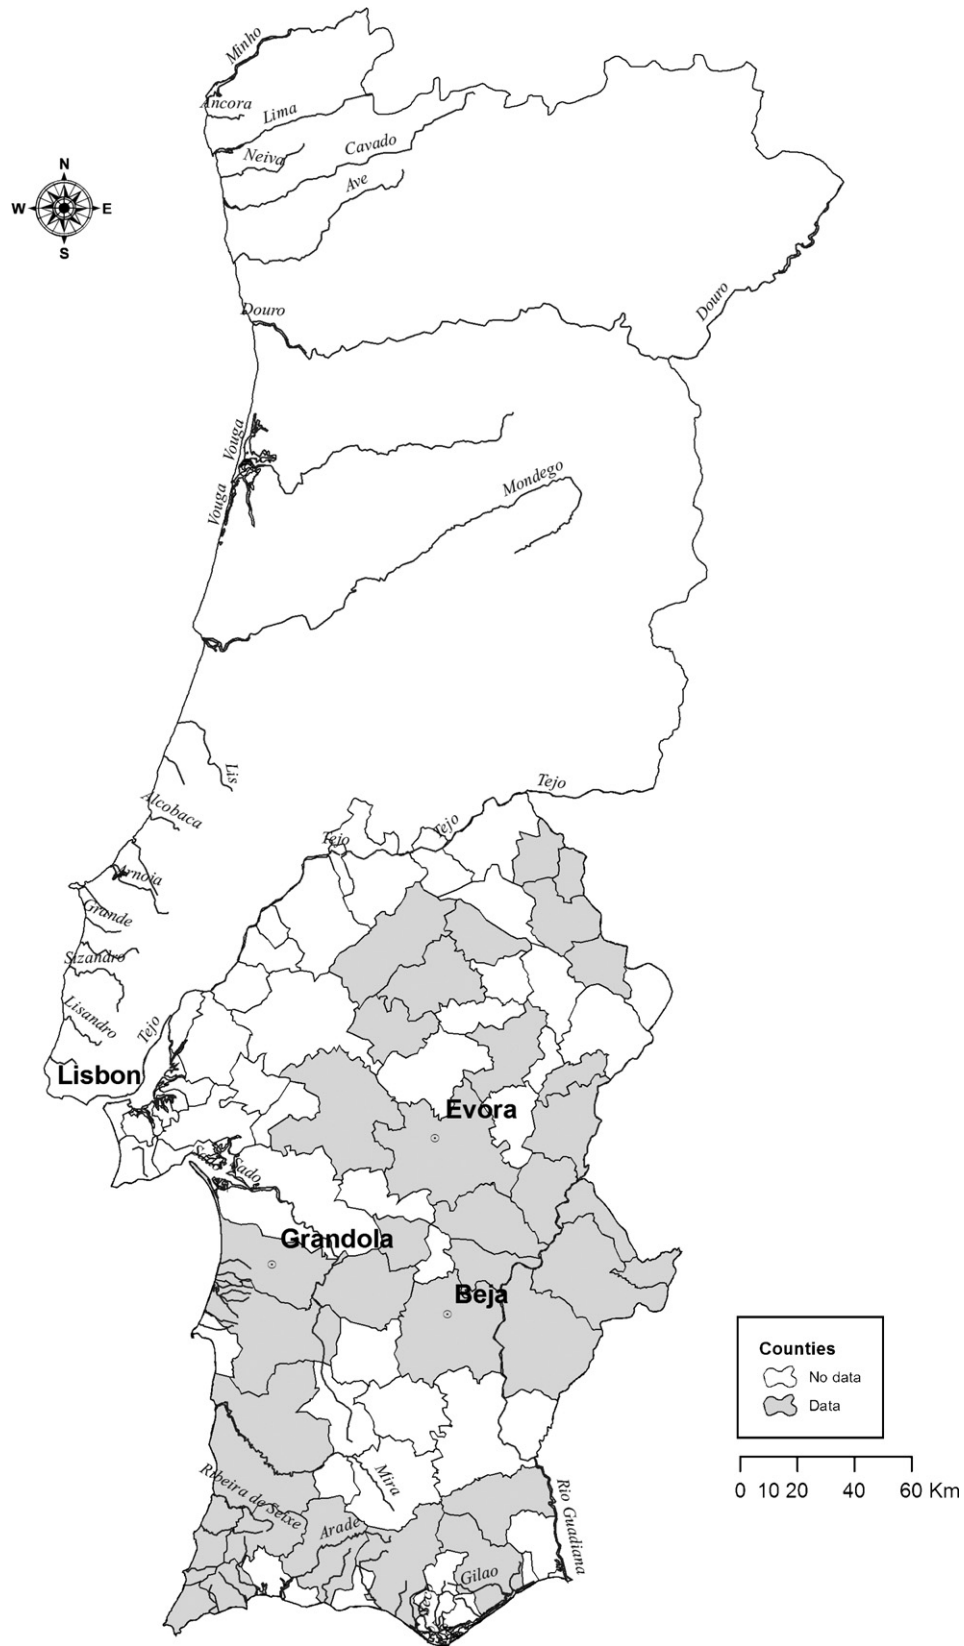 Minho
Ancora
Lima
Neiva
Cavado
Ave
N
W
E
S
Douro
Douro
Vouga
Vouga
Mondego
Lis
Alcobaca
Tejo
Tejo
Tejo
Arnoia
Grande
Sizandro
Lisandro
Tejo
Lisbon
Evora
Sado
Sado
Grandola
Beja
Counties
No data
Data
0 10 20 40 60 Km
Mira
Ribeira de Seixe
Arade
Rio Guadiana
Gilao